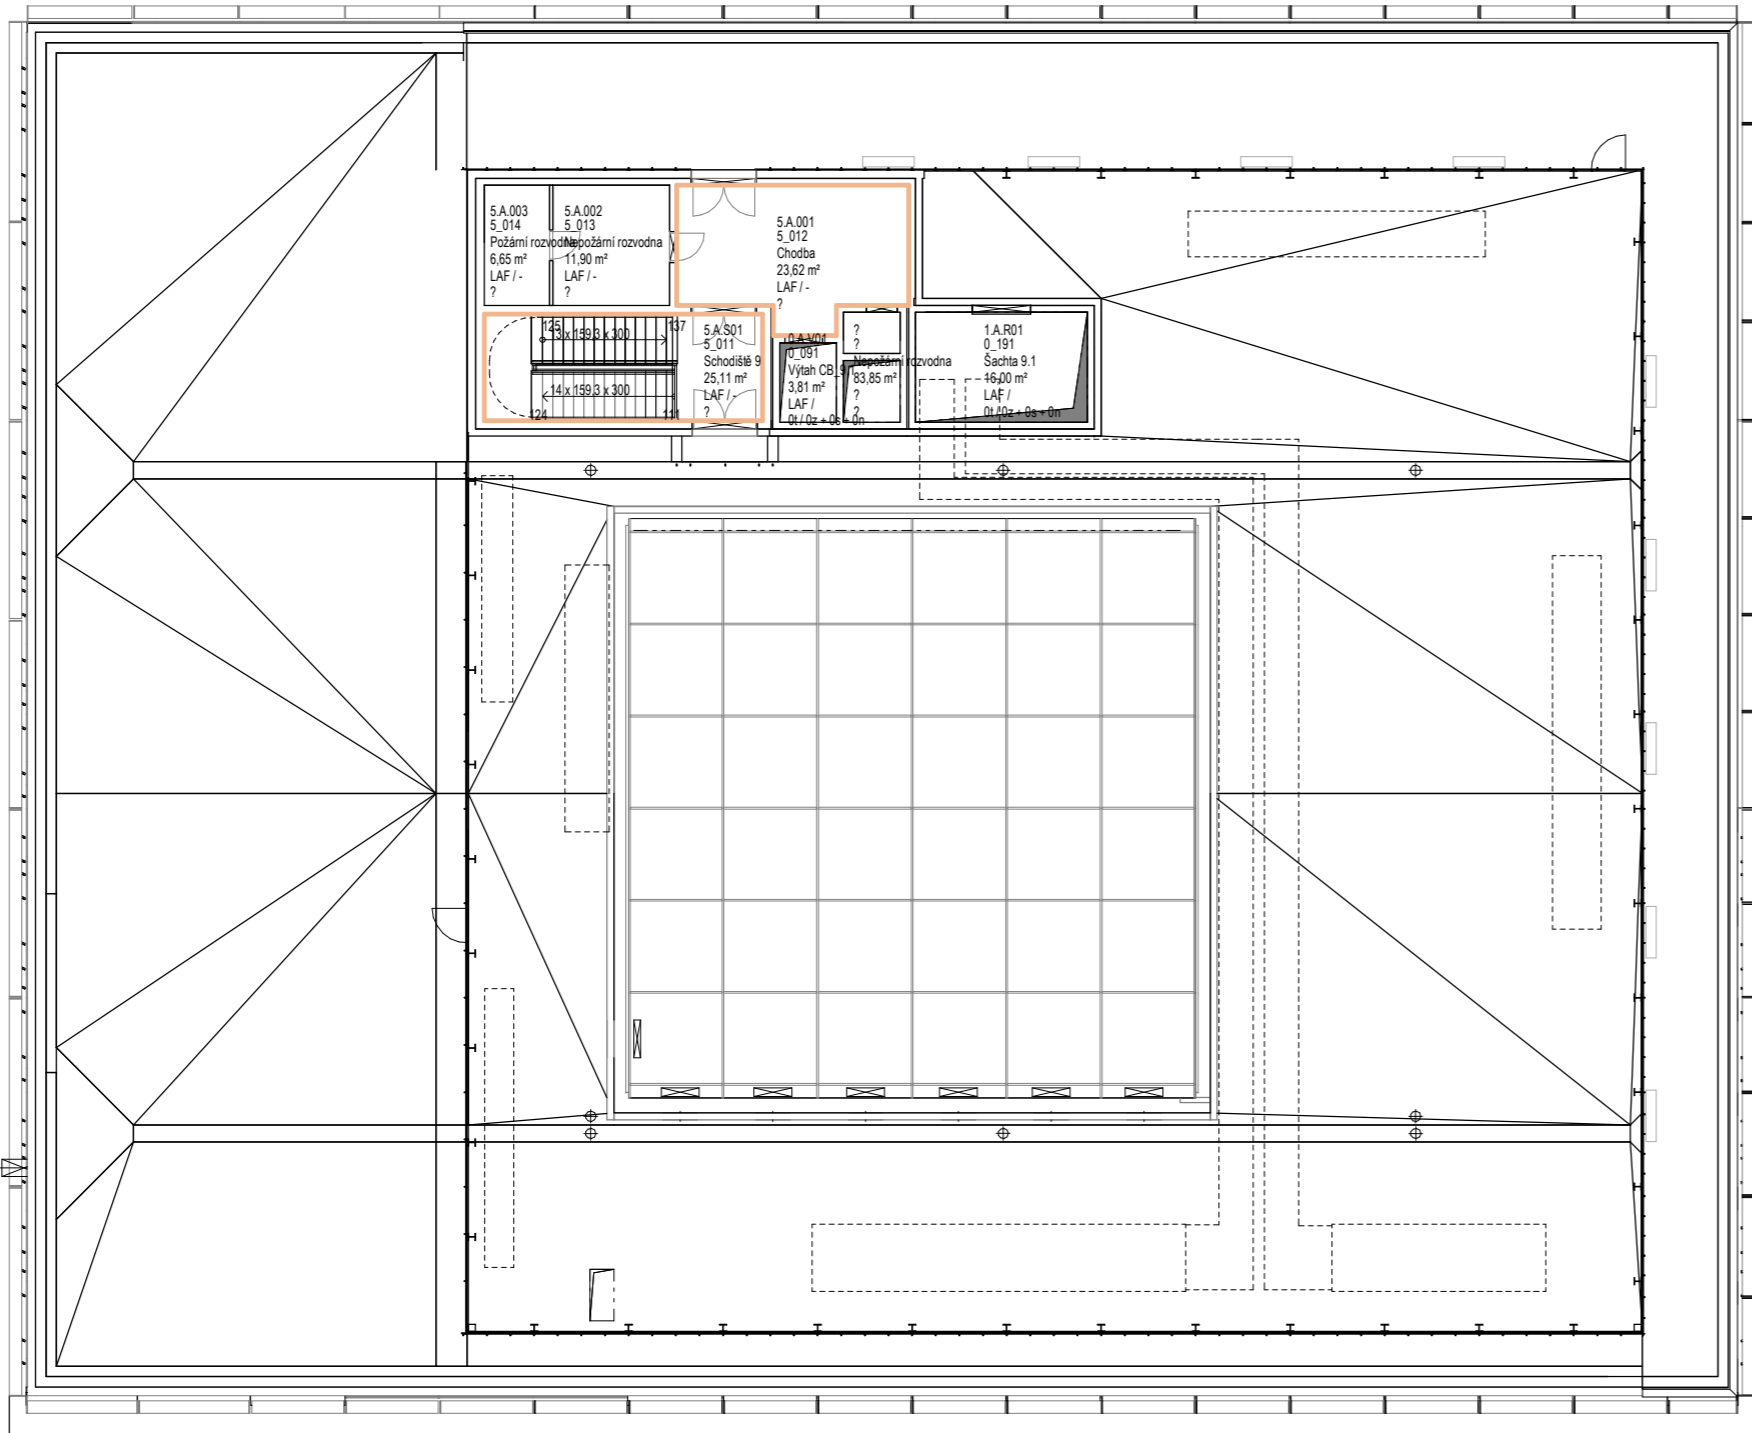 5.A.003
5_014
Požární rozvodna
6,65 m²
LAF / -
?
5.A.002
5_013
Nepožární rozvodna
11,90 m²
LAF / -
?
5.A.001
5_012
Chodba
23,62 m²
LAF / -
?
125
13 x 159,3 x 300
137
14 x 159,3 x 300
124
111
5.A.S01
5_011
Schodiště 9
25,11 m²
LAF / -
?
0.A.V01
0_091
Výtah CB_9
3,81 m²
LAF /
0t / 0z + 0s + 0n
?
?
Nepožární rozvodna
83,85 m²
?
?
1.A.R01
0_191
Šachta 9.1
16,00 m²
LAF /
0t / 0z + 0s + 0n